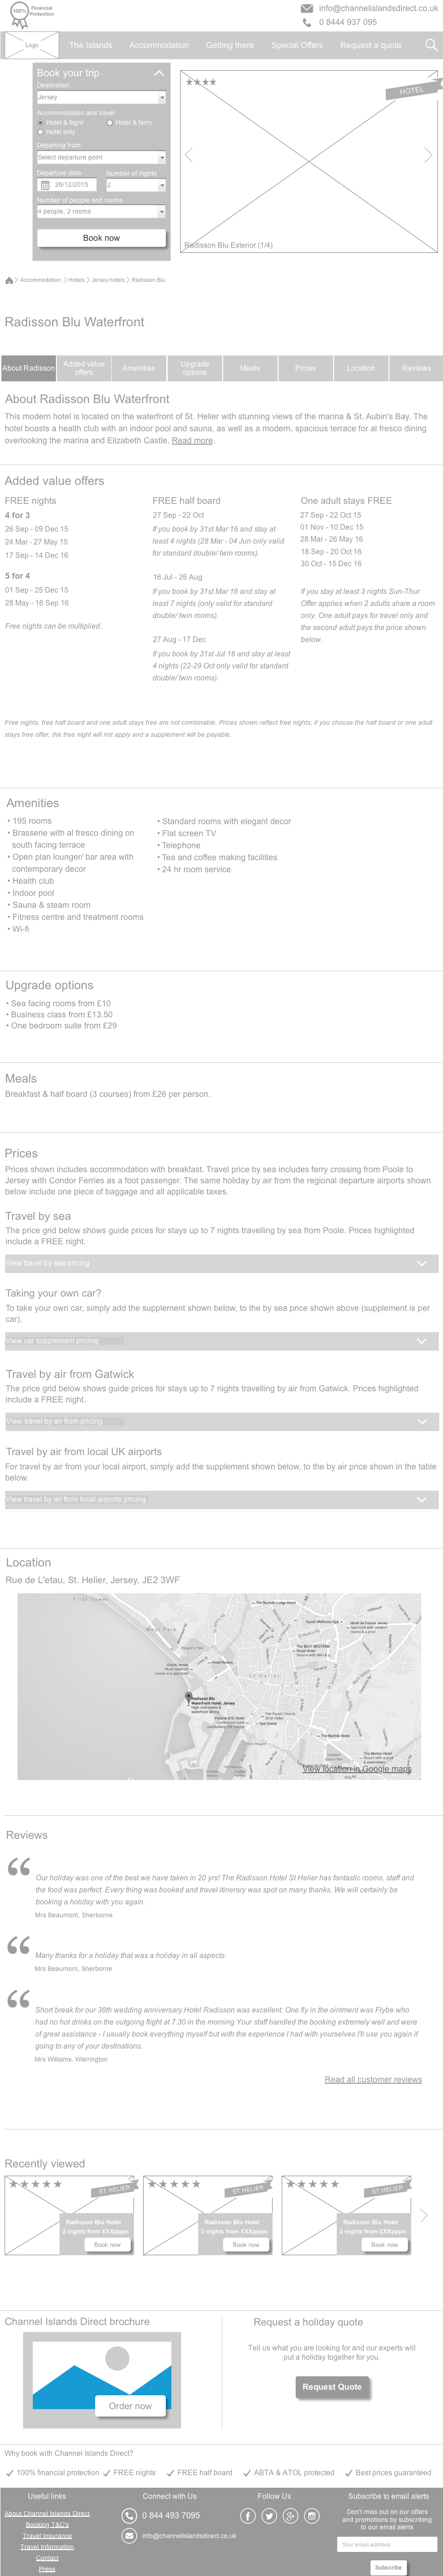 100%
Financial
Protection
info@channelislandsdirect.co.uk
0 8444 937 095
Logo
The Islands
Accommodation
Getting there
Special Offers
Request a quote
Book your trip
Destination
Jersey
Accommodation and travel
Hotel & flight
Hotel & ferry
Hotel only
Departing from
Select departure point
Departure date
Number of nights
26/12/2015
2
Number of people and rooms
4 people, 2 rooms
Book now
HOTEL
Radisson Blu Exterior (1/4)
Accommodation
Hotels
Jersey hotels
Radisson Blu
Radisson Blu Waterfront
About Radisson
Added value offers
Amenities
Upgrade options
Meals
Prices
Location
Reviews
About Radisson Blu Waterfront
This modern hotel is located on the waterfront of St. Helier with stunning views of the marina & St. Aubin's Bay. The
hotel boasts a health club with an indoor pool and sauna, as well as a modern, spacious terrace for al fresco dining
overlooking the marina and Elizabeth Castle. Read more.
Added value offers
FREE nights
4 for 3
26 Sep - 09 Dec 15
24 Mar - 27 May 15
17 Sep - 14 Dec 16
5 for 4
01 Sep - 25 Dec 15
28 May - 16 Sep 16
Free nights can be multiplied.
FREE half board
27 Sep - 22 Oct
If you book by 31st Mar 16 and stay at
least 4 nights (28 Mar - 04 Jun only valid
for standard double/ twin rooms).
16 Jul - 26 Aug
If you book by 31st Mar 16 and stay at
least 7 nights (only valid for standard
double/ twin rooms).
27 Aug - 17 Dec
If you book by 31st Jul 16 and stay at least
4 nights (22-29 Oct only valid for standard
double/ twin rooms).
One adult stays FREE
27 Sep - 22 Oct 15
01 Nov - 10 Dec 15
28 Mar - 26 May 16
18 Sep - 20 Oct 16
30 Oct - 15 Dec 16
If you stay at least 3 nights Sun-Thur.
Offer applies when 2 adults share a room
only. One adult pays for travel only and
the second adult pays the price shown
below.
Free nights, free half board and one adult stays free are not combinable. Prices shown reflect free nights; if you choose the half board or one adult
stays free offer, the free night will not apply and a supplement will be payable.
Amenities
• 195 rooms
• Brasserie with al fresco dining on
south facing terrace
• Open plan lounger/ bar area with
contemporary decor
• Health club
• Indoor pool
• Sauna & steam room
• Fitness centre and treatment rooms
• Wi-fi
• Standard rooms with elegant decor
• Flat screen TV
• Telephone
• Tea and coffee making facilities
• 24 hr room service
Upgrade options
• Sea facing rooms from £10
• Business class from £13.50
• One bedroom suite from £29
Meals
Breakfast & half board (3 courses) from £26 per person.
Prices
Prices shown includes accommodation with breakfast. Travel price by sea includes ferry crossing from Poole to
Jersey with Condor Ferries as a foot passenger. The same holiday by air from the regional departure airports shown
below include one piece of baggage and all applicable taxes.
Travel by sea
The price grid below shows guide prices for stays up to 7 nights travelling by sea from Poole. Prices highlighted
include a FREE night.
View travel by sea pricing
Taking your own car?
To take your own car, simply add the supplement shown below, to the by sea price shown above (supplement is per
car).
View car supplement pricing
Travel by air from Gatwick
The price grid below shows guide prices for stays up to 7 nights travelling by air from Gatwick. Prices highlighted
include a FREE night.
View travel by air from pricing
Travel by air from local UK airports
For travel by air from your local airport, simply add the supplement shown below, to the by air price shown in the table
below.
View travel by air from local airports pricing
Location
Rue de L'etau, St. Helier, Jersey, JE2 3WF
West Park
St Helier
Radisson Blu
Waterfront Hotel, Jersey
View location in Google maps
Reviews
Our holiday was one of the best we have taken in 20 yrs! The Radisson Hotel St Helier has fantastic rooms, staff and
the food was perfect. Every thing was booked and travel itinerary was spot on many thanks. We will certainly be
booking a holiday with you again.
Mrs Beaumont, Sherborne
Many thanks for a holiday that was a holiday in all aspects.
Mrs Beaumont, Sherborne
Short break for our 36th wedding anniversary.Hotel Radisson was excellent. One fly in the ointment was Flybe who
had no hot drinks on the outgoing flight at 7.30 in the morning.Your staff handled the booking extremely well and were
of great assistance - I usually book everything myself but with the experience I had with yourselves I'll use you again if
going to any of your destinations.
Mrs Williams, Warrington
Read all customer reviews
Recently viewed
ST HELIER
Radisson Blu Hotel
2 nights from £XXpppn
Book now
ST HELIER
Radisson Blu Hotel
2 nights from £XXpppn
Book now
ST HELIER
Radisson Blu Hotel
2 nights from £XXpppn
Book now
Channel Islands Direct brochure
Order now
Request a holiday quote
Tell us what you are looking for and our experts will
put a holiday together for you.
Request Quote
Why book with Channel Islands Direct?
100% financial protection
FREE nights
FREE half board
ABTA & ATOL protected
Best prices guaranteed
Useful links
About Channel Islands Direct
Booking T&C's
Travel Insurance
Travel Information
Contact
Press
Connect with Us
0 844 493 7095
info@channelislandsdirect.co.uk
Follow Us
Subscribe to email alerts
Don't miss out on our offers
and promotions by subscribting
to our email alerts
Your email address
Subscribe